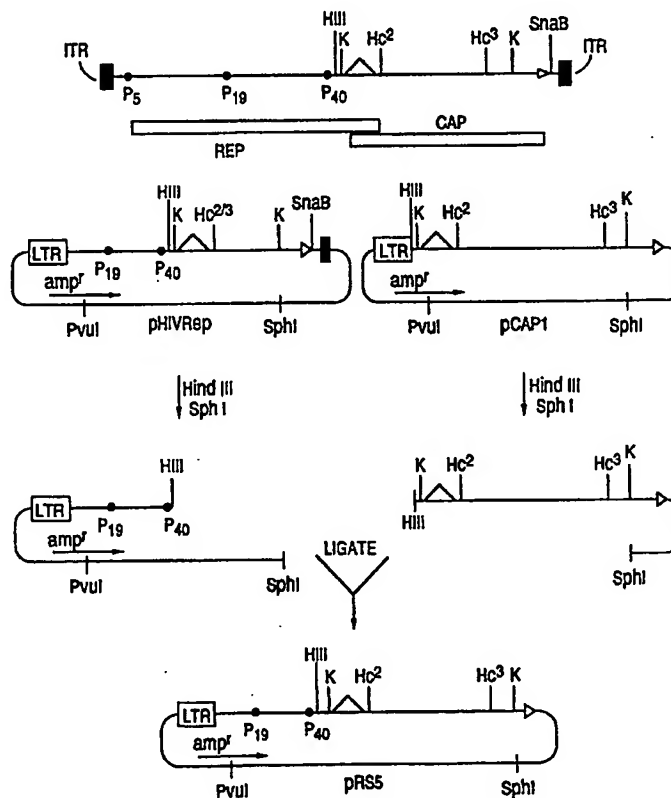 HIII SnaB
ITR K Hc2 Hc3 K ITR
P5 P19 P40
REP CAP
HIII SnaB HIII
K Hc2/3 K K Hc2 Hc3 K
LTR P19 P40 LTR
ampr ampr
PvuI pHIVRep SphI PvuI pCAP1 SphI
Hind III Hind III
Sph I Sph I
HIII K Hc2 Hc3 K
LTR P19 P40 HIII
ampr LIGATE
PvuI SphI SphI
HIII K Hc2 Hc3 K
LTR P19 P40
ampr
PvuI pRS5 SphI